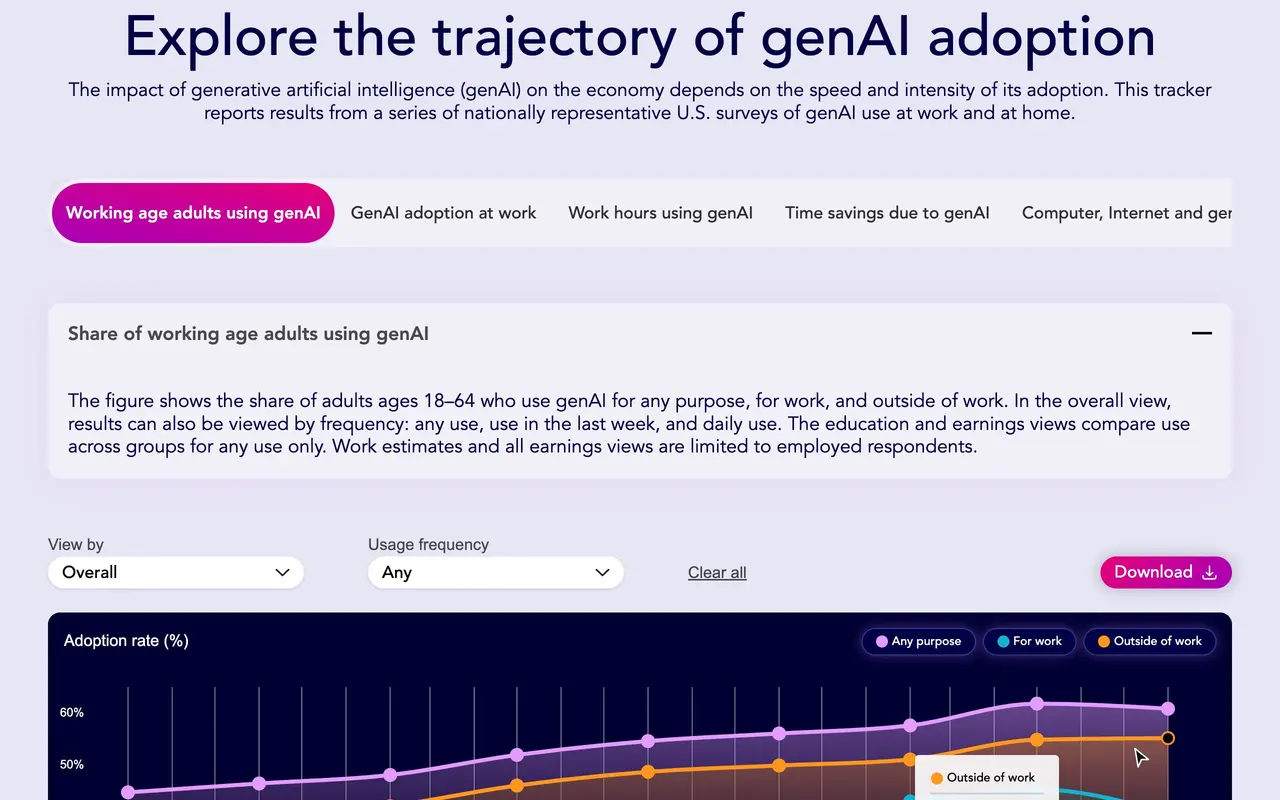 Explore the trajectory of genAI adoption
The impact of generative artificial intelligence (genAI) on the economy depends on the speed and intensity of its adoption. This tracker
reports results from a series of nationally representative U.S. surveys of genAI use at work and at home.
Working age adults using genAI GenAI adoption at work Work hours using genAI Time savings due to genAI Computer, Internet and ger
Share of working age adults using genAI
The figure shows the share of adults ages 18–64 who use genAI for any purpose, for work, and outside of work. In the overall view,
results can also be viewed by frequency: any use, use in the last week, and daily use. The education and earnings views compare use
across groups for any use only. Work estimates and all earnings views are limited to employed respondents.
View by Usage frequency
Overall Any Clear all Download
Adoption rate (%) Any purpose For work Outside of work
60%
50%
Outside of work